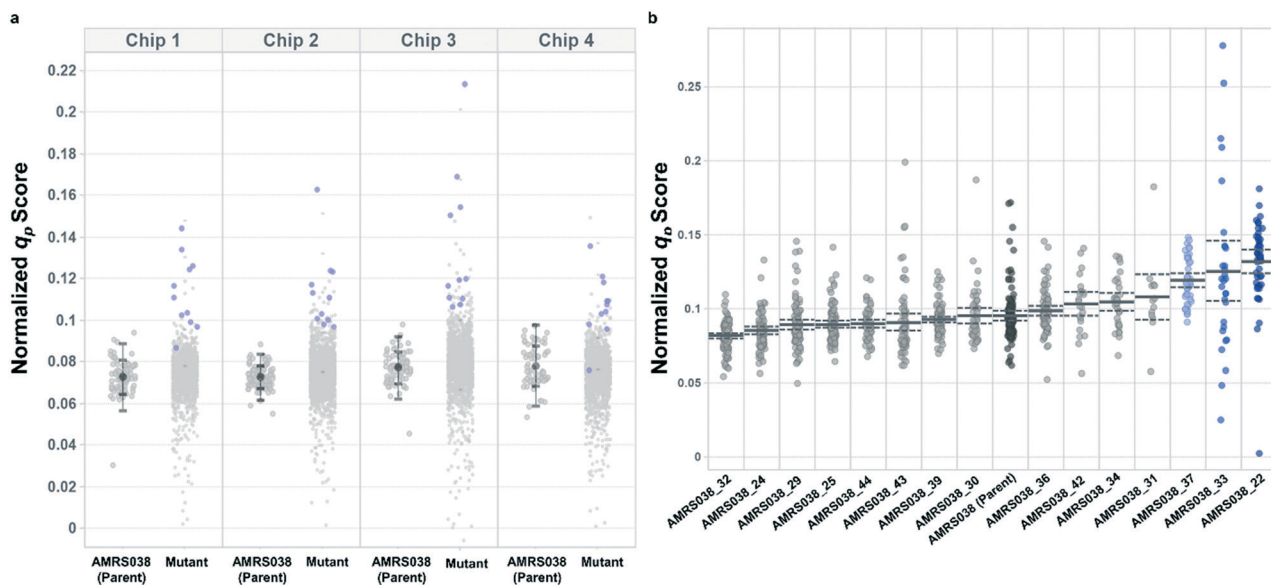 a
Chip 1 Chip 2 Chip 3 Chip 4
Normalized qp Score
0.22
0.2
0.18
0.16
0.14
0.12
0.1
0.08
0.06
0.04
0.02
0
AMRS038 (Parent) Mutant AMRS038 (Parent) Mutant AMRS038 (Parent) Mutant AMRS038 (Parent) Mutant
b
Normalized qp Score
0.25
0.2
0.15
0.1
0.05
0
AMRS038_32
AMRS038_24
AMRS038_29
AMRS038_25
AMRS038_44
AMRS038_43
AMRS038_39
AMRS038_30
AMRS038 (Parent)
AMRS038_36
AMRS038_42
AMRS038_34
AMRS038_31
AMRS038_37
AMRS038_33
AMRS038_22